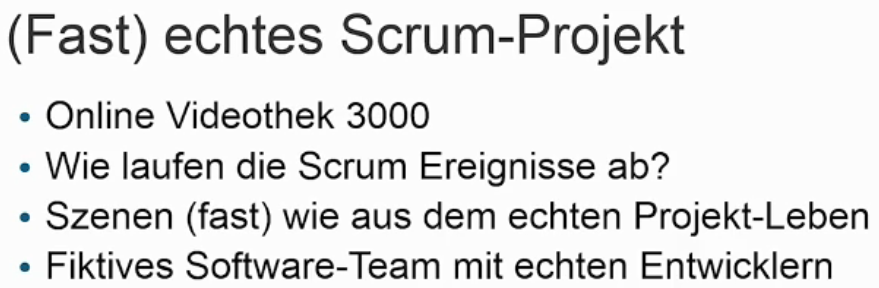 (Fast) echtes Scrum-Projekt
• Online Videothek 3000
• Wie laufen die Scrum Ereignisse ab?
• Szenen (fast) wie aus dem echten Projekt-Leben
• Fiktives Software-Team mit echten Entwicklern